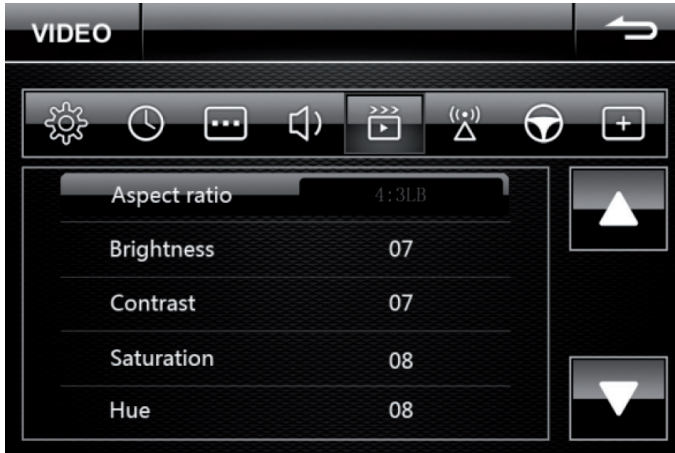 VIDEO
Aspect ratio 4:3LB
Brightness 07
Contrast 07
Saturation 08
Hue 08